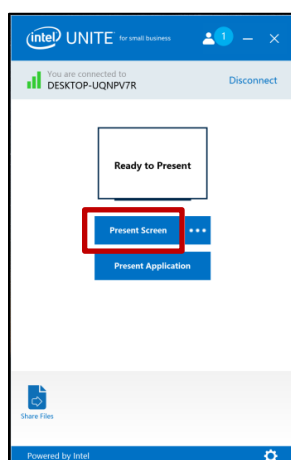 intel UNITE for small business 1
You are connected to
DESKTOP-UQNPV7R
Disconnect
Ready to Present
Present Screen
Present Application
Share Files
Powered by Intel